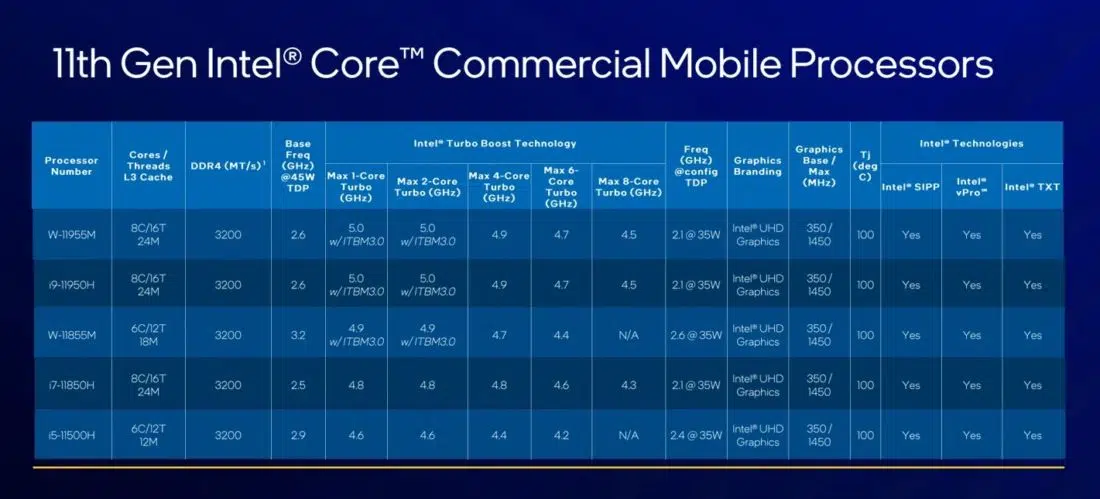 11th Gen Intel® Core™ Commercial Mobile Processors
Processor Number | Cores / Threads L3 Cache | DDR4 (MT/s)¹ | Base Freq (GHz) @45W TDP | Intel® Turbo Boost Technology | Freq (GHz) @config TDP | Graphics Branding | Graphics Base / Max (MHz) | Tj (deg C) | Intel® Technologies
Max 1-Core Turbo (GHz) | Max 2-Core Turbo (GHz) | Max 4-Core Turbo (GHz) | Max 6-Core Turbo (GHz) | Max 8-Core Turbo (GHz) | Intel® SIPP | Intel® vPro™ | Intel® TXT
W-11955M | 8C/16T 24M | 3200 | 2.6 | 5.0 w/ITBM3.0 | 5.0 w/ITBM3.0 | 4.9 | 4.7 | 4.5 | 2.1 @ 35W | Intel® UHD Graphics | 350 / 1450 | 100 | Yes | Yes | Yes
i9-11950H | 8C/16T 24M | 3200 | 2.6 | 5.0 w/ITBM3.0 | 5.0 w/ITBM3.0 | 4.9 | 4.7 | 4.5 | 2.1 @ 35W | Intel® UHD Graphics | 350 / 1450 | 100 | Yes | Yes | Yes
W-11855M | 6C/12T 18M | 3200 | 3.2 | 4.9 w/ITBM3.0 | 4.9 w/ITBM3.0 | 4.7 | 4.4 | N/A | 2.6 @ 35W | Intel® UHD Graphics | 350 / 1450 | 100 | Yes | Yes | Yes
i7-11850H | 8C/16T 24M | 3200 | 2.5 | 4.8 | 4.8 | 4.8 | 4.6 | 4.3 | 2.1 @ 35W | Intel® UHD Graphics | 350 / 1450 | 100 | Yes | Yes | Yes
i5-11500H | 6C/12T 12M | 3200 | 2.9 | 4.6 | 4.6 | 4.4 | 4.2 | N/A | 2.4 @ 35W | Intel® UHD Graphics | 350 / 1450 | 100 | Yes | Yes | Yes